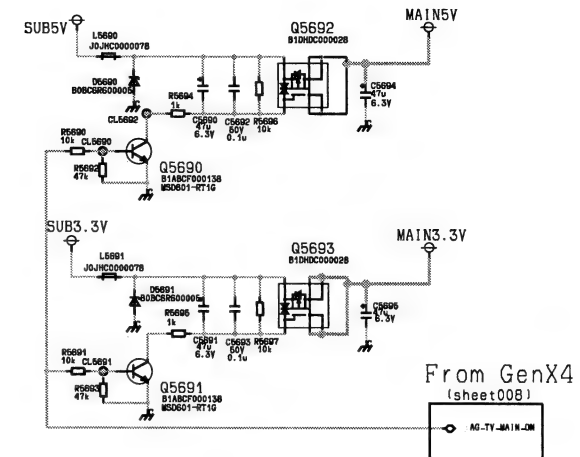 SUB5V
MAIN5V
L5690
J0JHC0000078
Q5692
B1DHDC000028
D5690
B0BC6R600005
CL5692
R5694
1k
C5690
47u
6.3V
C5692
50V
0.1u
R5696
10k
C5694
47u
6.3V
R5690
10k
CL5690
R5692
47k
Q5690
B1ABCF000138
MSD601-RT1G
SUB3.3V
MAIN3.3V
L5691
J0JHC0000078
Q5693
B1DHDC000028
D5691
B0BC6R600005
R5695
1k
C5691
47u
6.3V
C5693
50V
0.1u
R5697
10k
C5695
47u
6.3V
R5691
10k
CL5691
R5693
47k
Q5691
B1ABCF000138
MSD601-RT1G
From GenX4
(sheet008)
AG-TV-MAIN-ON